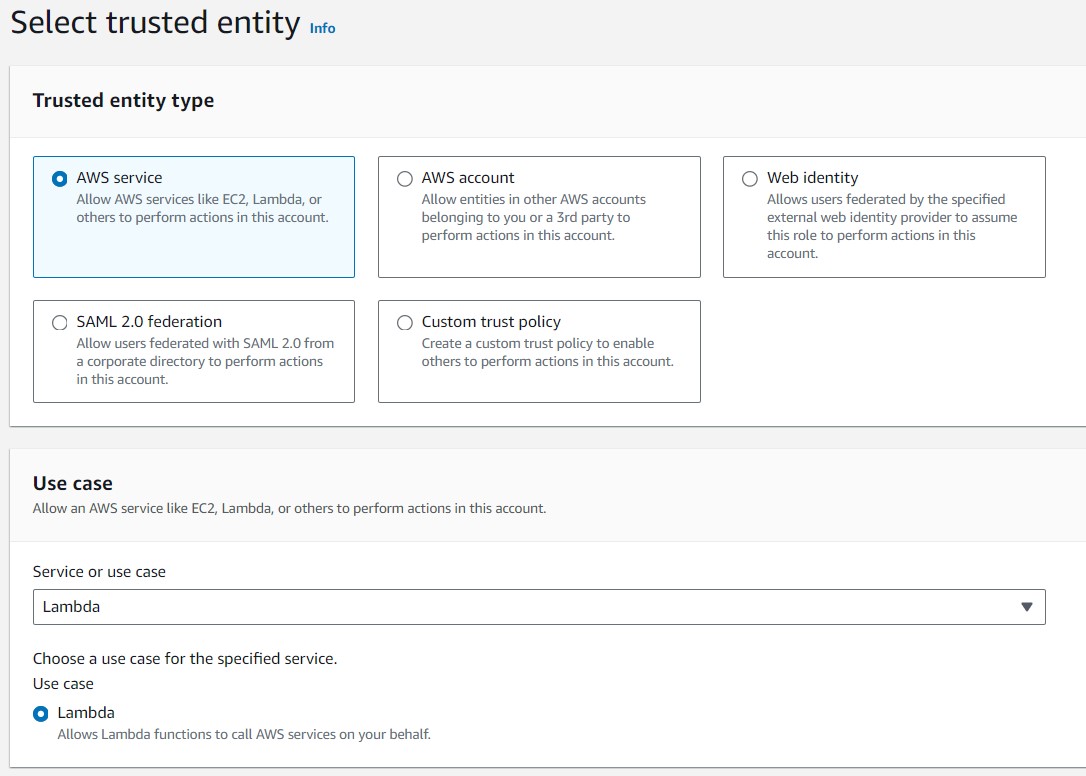 Select trusted entity Info
Trusted entity type
AWS service
Allow AWS services like EC2, Lambda, or
others to perform actions in this account.
AWS account
Allow entities in other AWS accounts
belonging to you or a 3rd party to
perform actions in this account.
Web identity
Allows users federated by the specified
external web identity provider to assume
this role to perform actions in this
account.
SAML 2.0 federation
Allow users federated with SAML 2.0 from
a corporate directory to perform actions
in this account.
Custom trust policy
Create a custom trust policy to enable
others to perform actions in this account.
Use case
Allow an AWS service like EC2, Lambda, or others to perform actions in this account.
Service or use case
Lambda
Choose a use case for the specified service.
Use case
Lambda
Allows Lambda functions to call AWS services on your behalf.